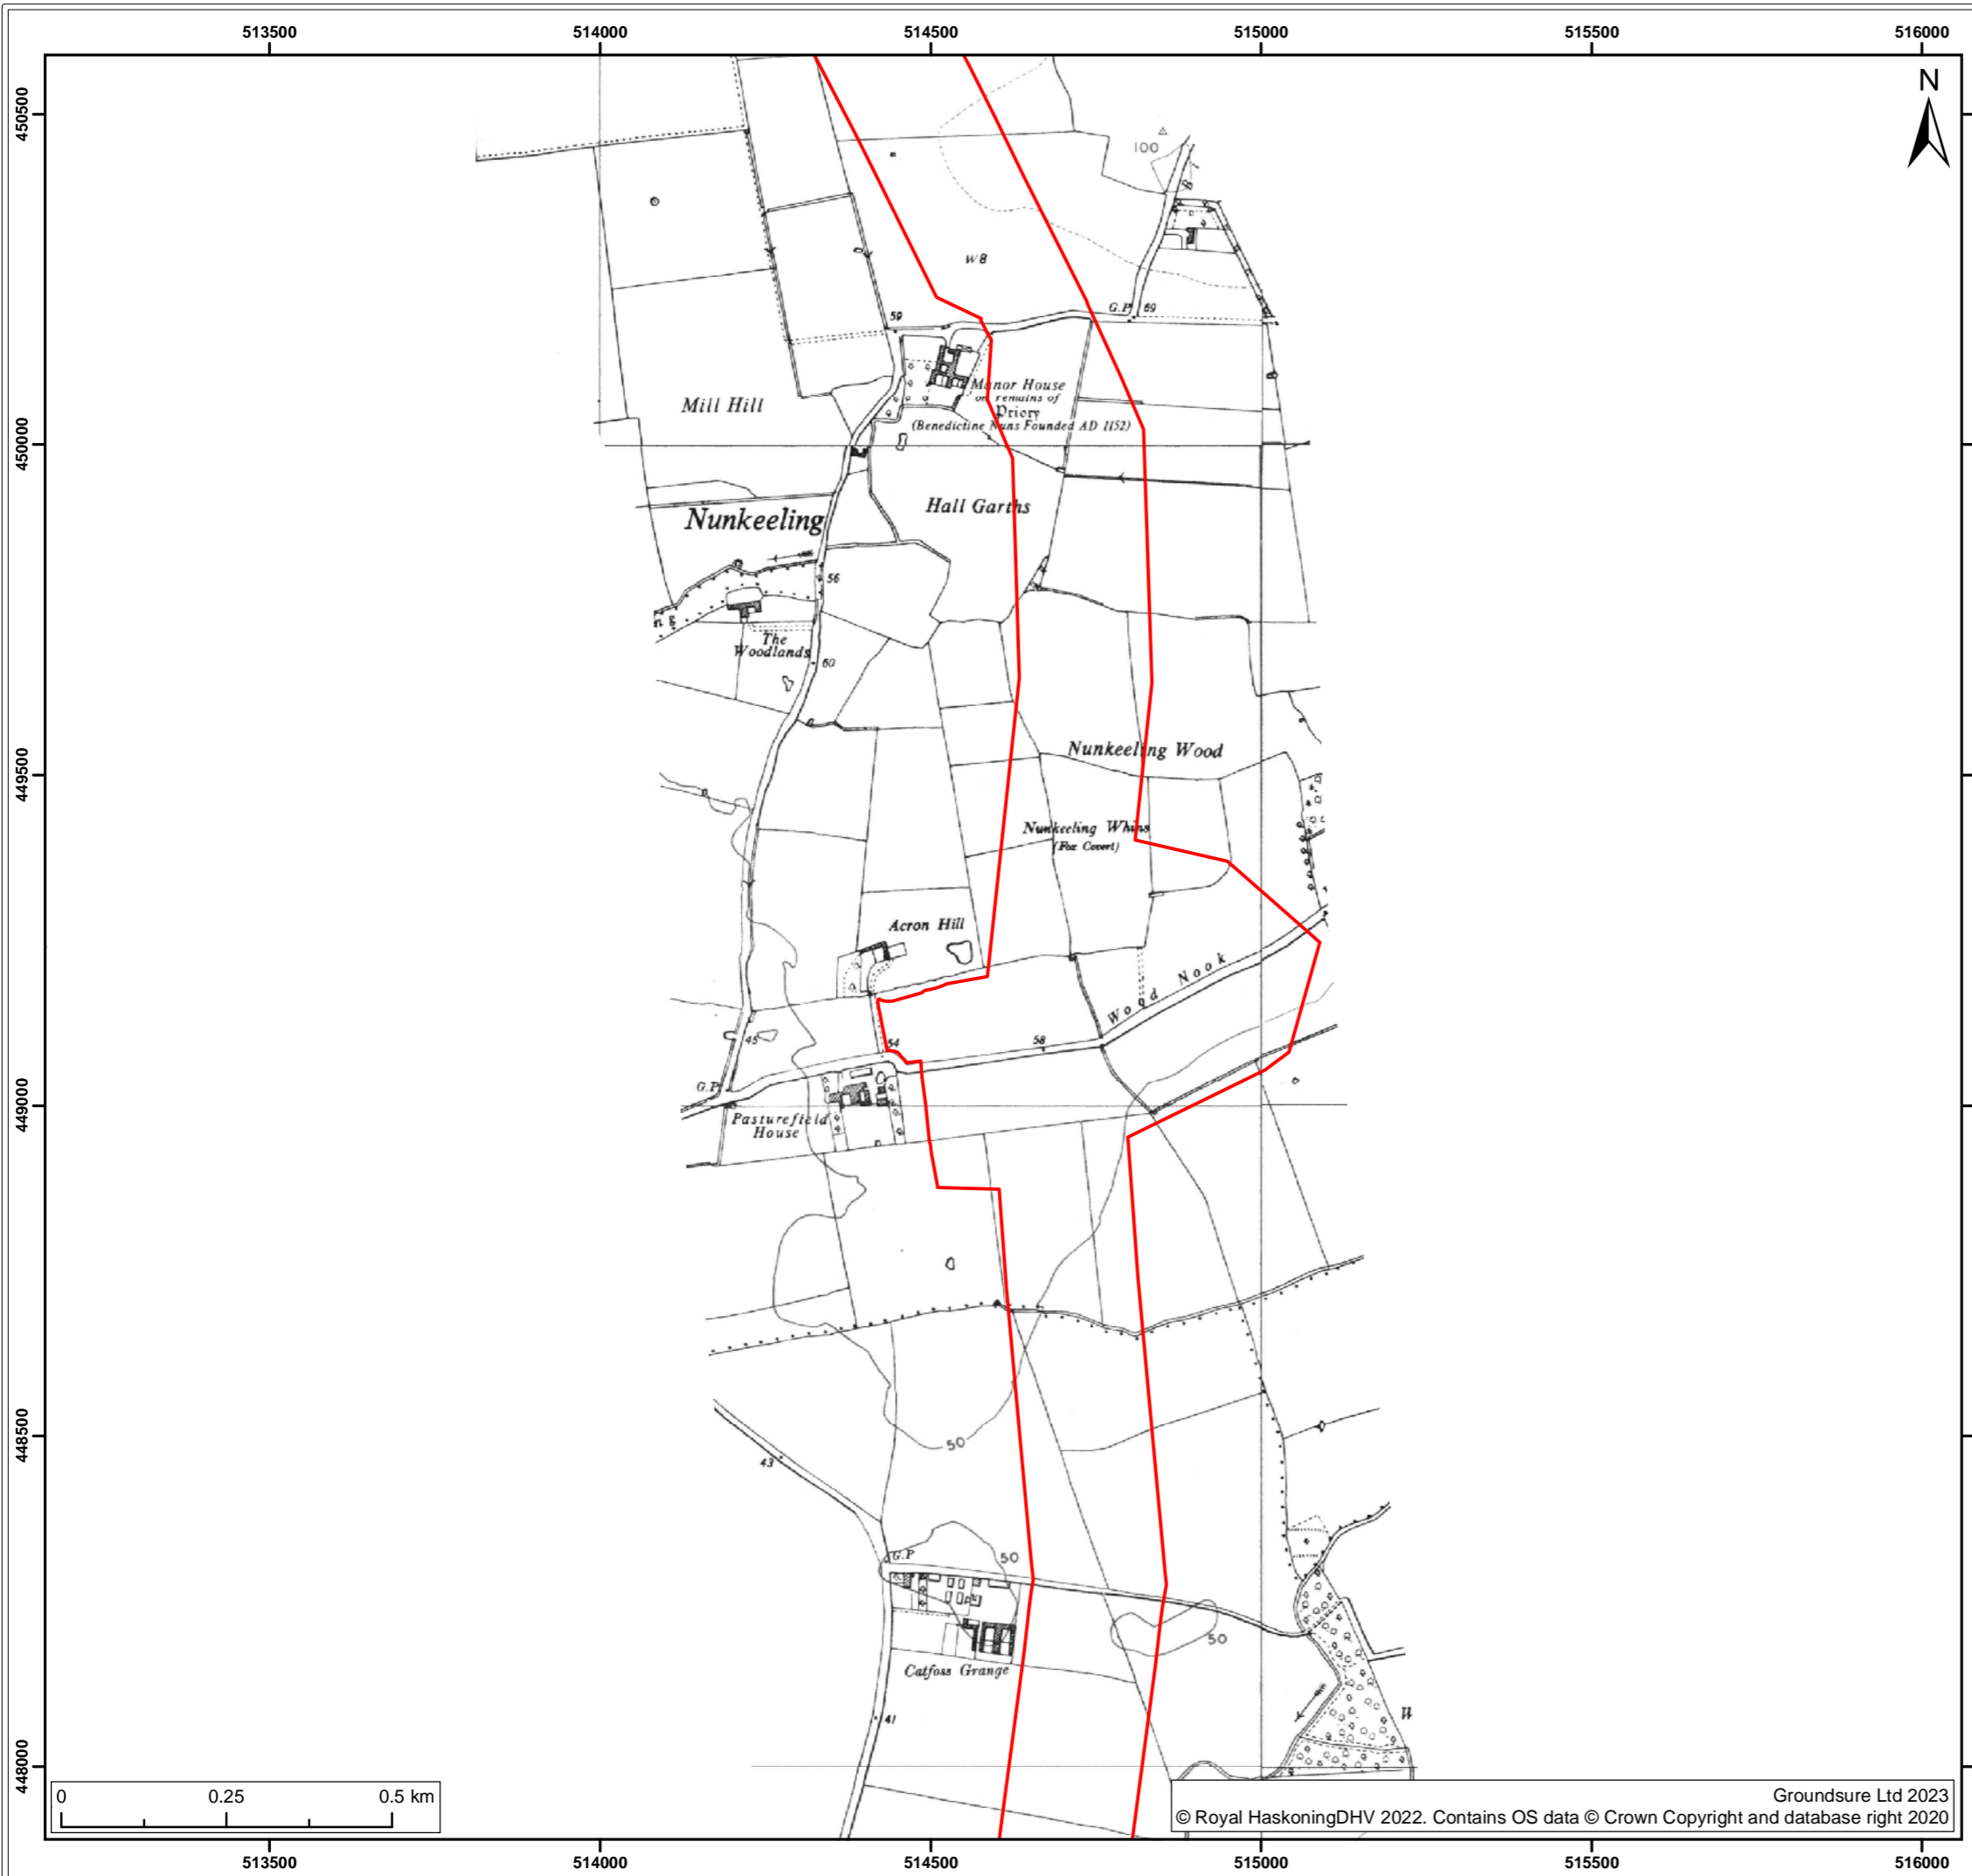 513500 514000 514500 515000 515500 516000
N
450500
450000
449500
449000
448500
448000
450500
100
W8
59
G.P
69
Manor House
on remains of
Priory
(Benedictine Nuns Founded AD 1152)
Mill Hill
Hall Garths
Nunkeeling
56
The
Woodlands
60
Nunkeeling Wood
Nunkeeling Whins
(Fox Covert)
Acron Hill
Wood Nook
45
54
58
G.P
Pasturefield
House
50
43
G.P
50
50
Catfoss Grange
41
W
0 0.25 0.5 km
Groundsure Ltd 2023
© Royal HaskoningDHV 2022. Contains OS data © Crown Copyright and database right 2020
513500 514000 514500 515000 515500 516000